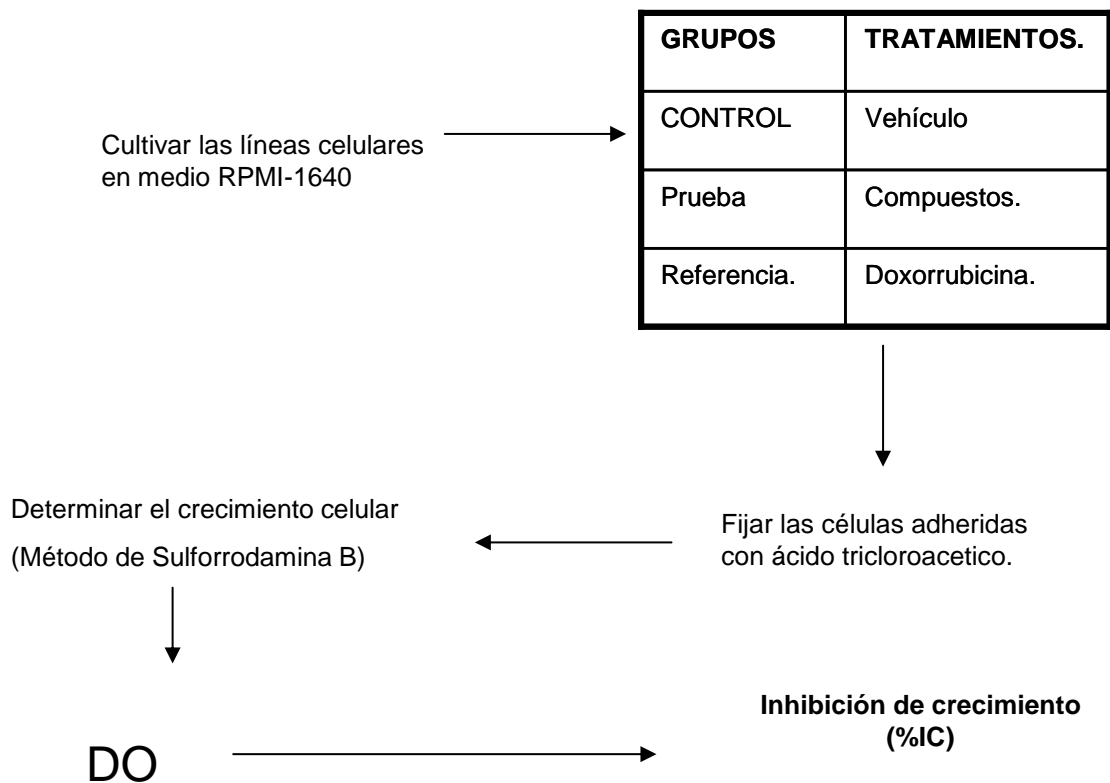 GRUPOS TRATAMIENTOS.
CONTROL Vehículo
Prueba Compuestos.
Referencia. Doxorrubicina.
Cultivar las líneas celulares
en medio RPMI-1640
Fijar las células adheridas
con ácido tricloroacetico.
Determinar el crecimiento celular
(Método de Sulforrodamina B)
DO
Inhibición de crecimiento
(%IC)